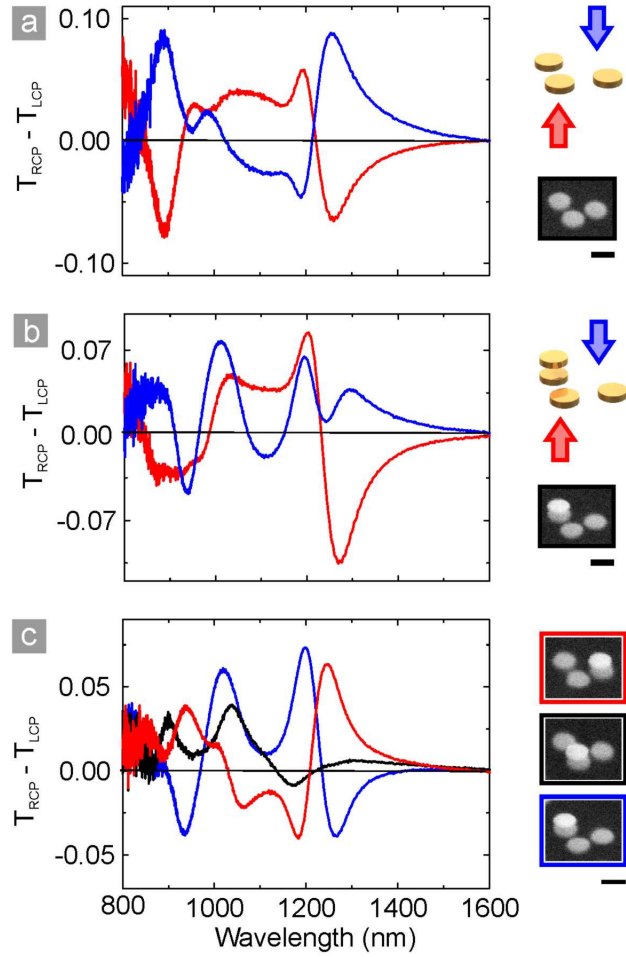 a
0.10
0.00
-0.10
T_RCP - T_LCP
b
0.07
0.00
-0.07
T_RCP - T_LCP
c
0.05
0.00
-0.05
T_RCP - T_LCP
800 1000 1200 1400 1600
Wavelength (nm)